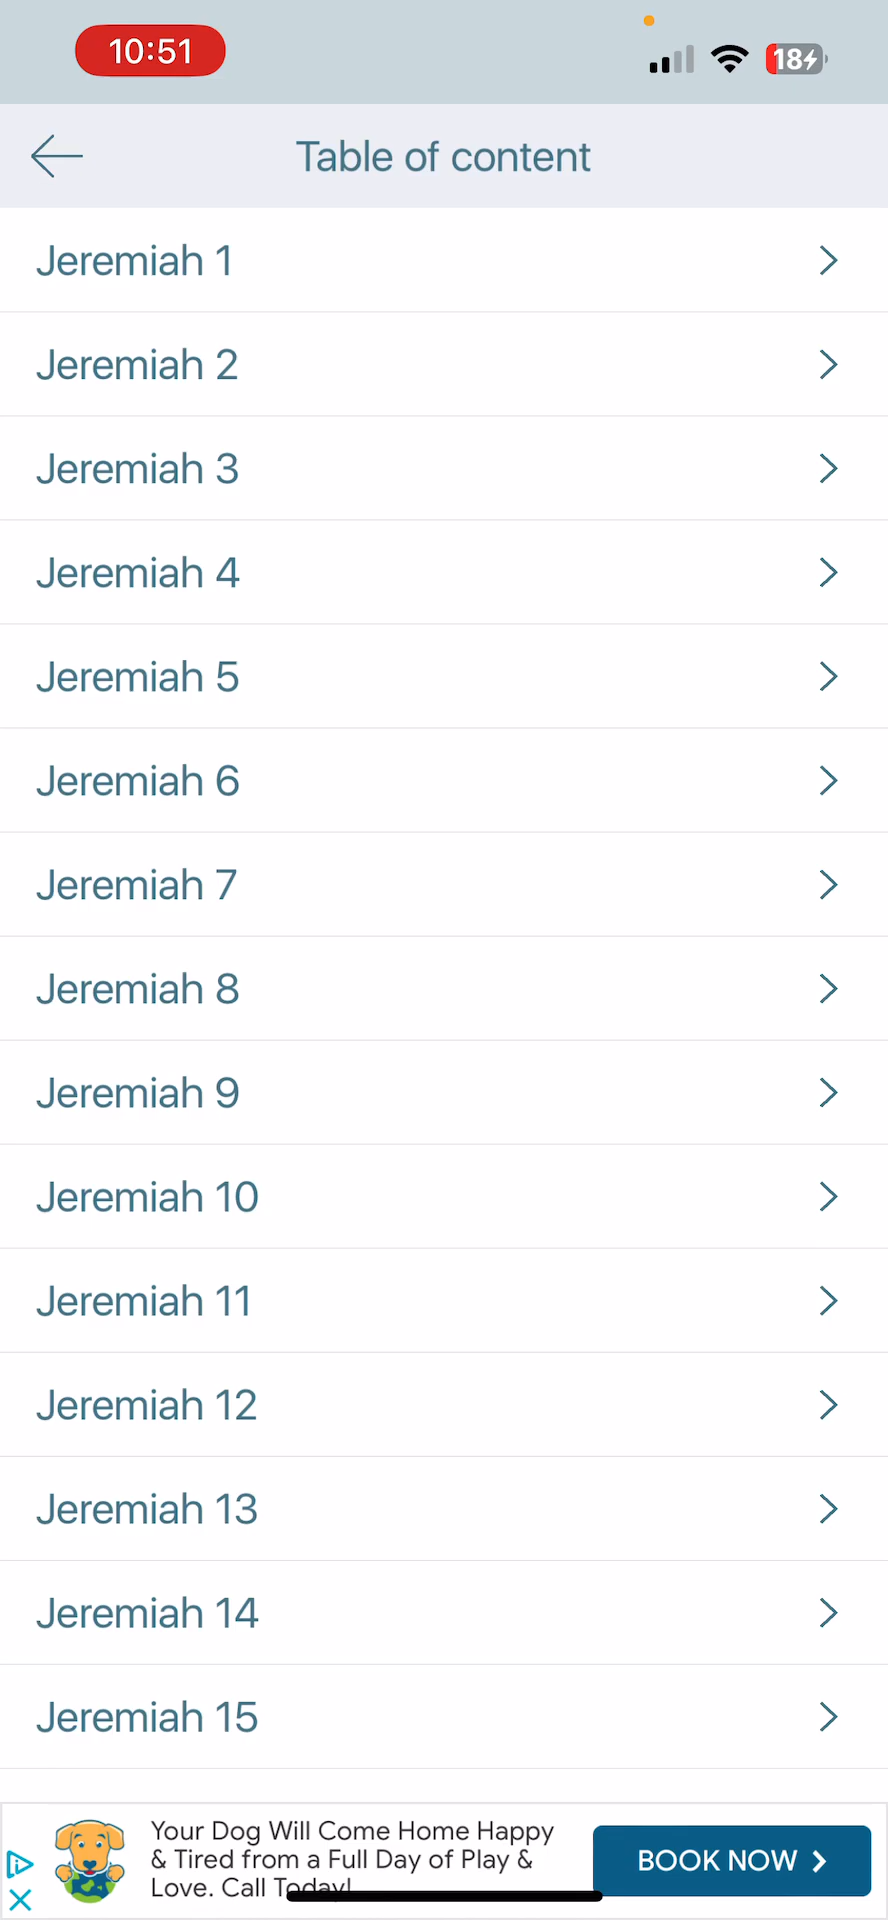 10:51
18
Table of content
Jeremiah 1
Jeremiah 2
Jeremiah 3
Jeremiah 4
Jeremiah 5
Jeremiah 6
Jeremiah 7
Jeremiah 8
Jeremiah 9
Jeremiah 10
Jeremiah 11
Jeremiah 12
Jeremiah 13
Jeremiah 14
Jeremiah 15
Your Dog Will Come Home Happy
& Tired from a Full Day of Play &
Love. Call Today!
BOOK NOW